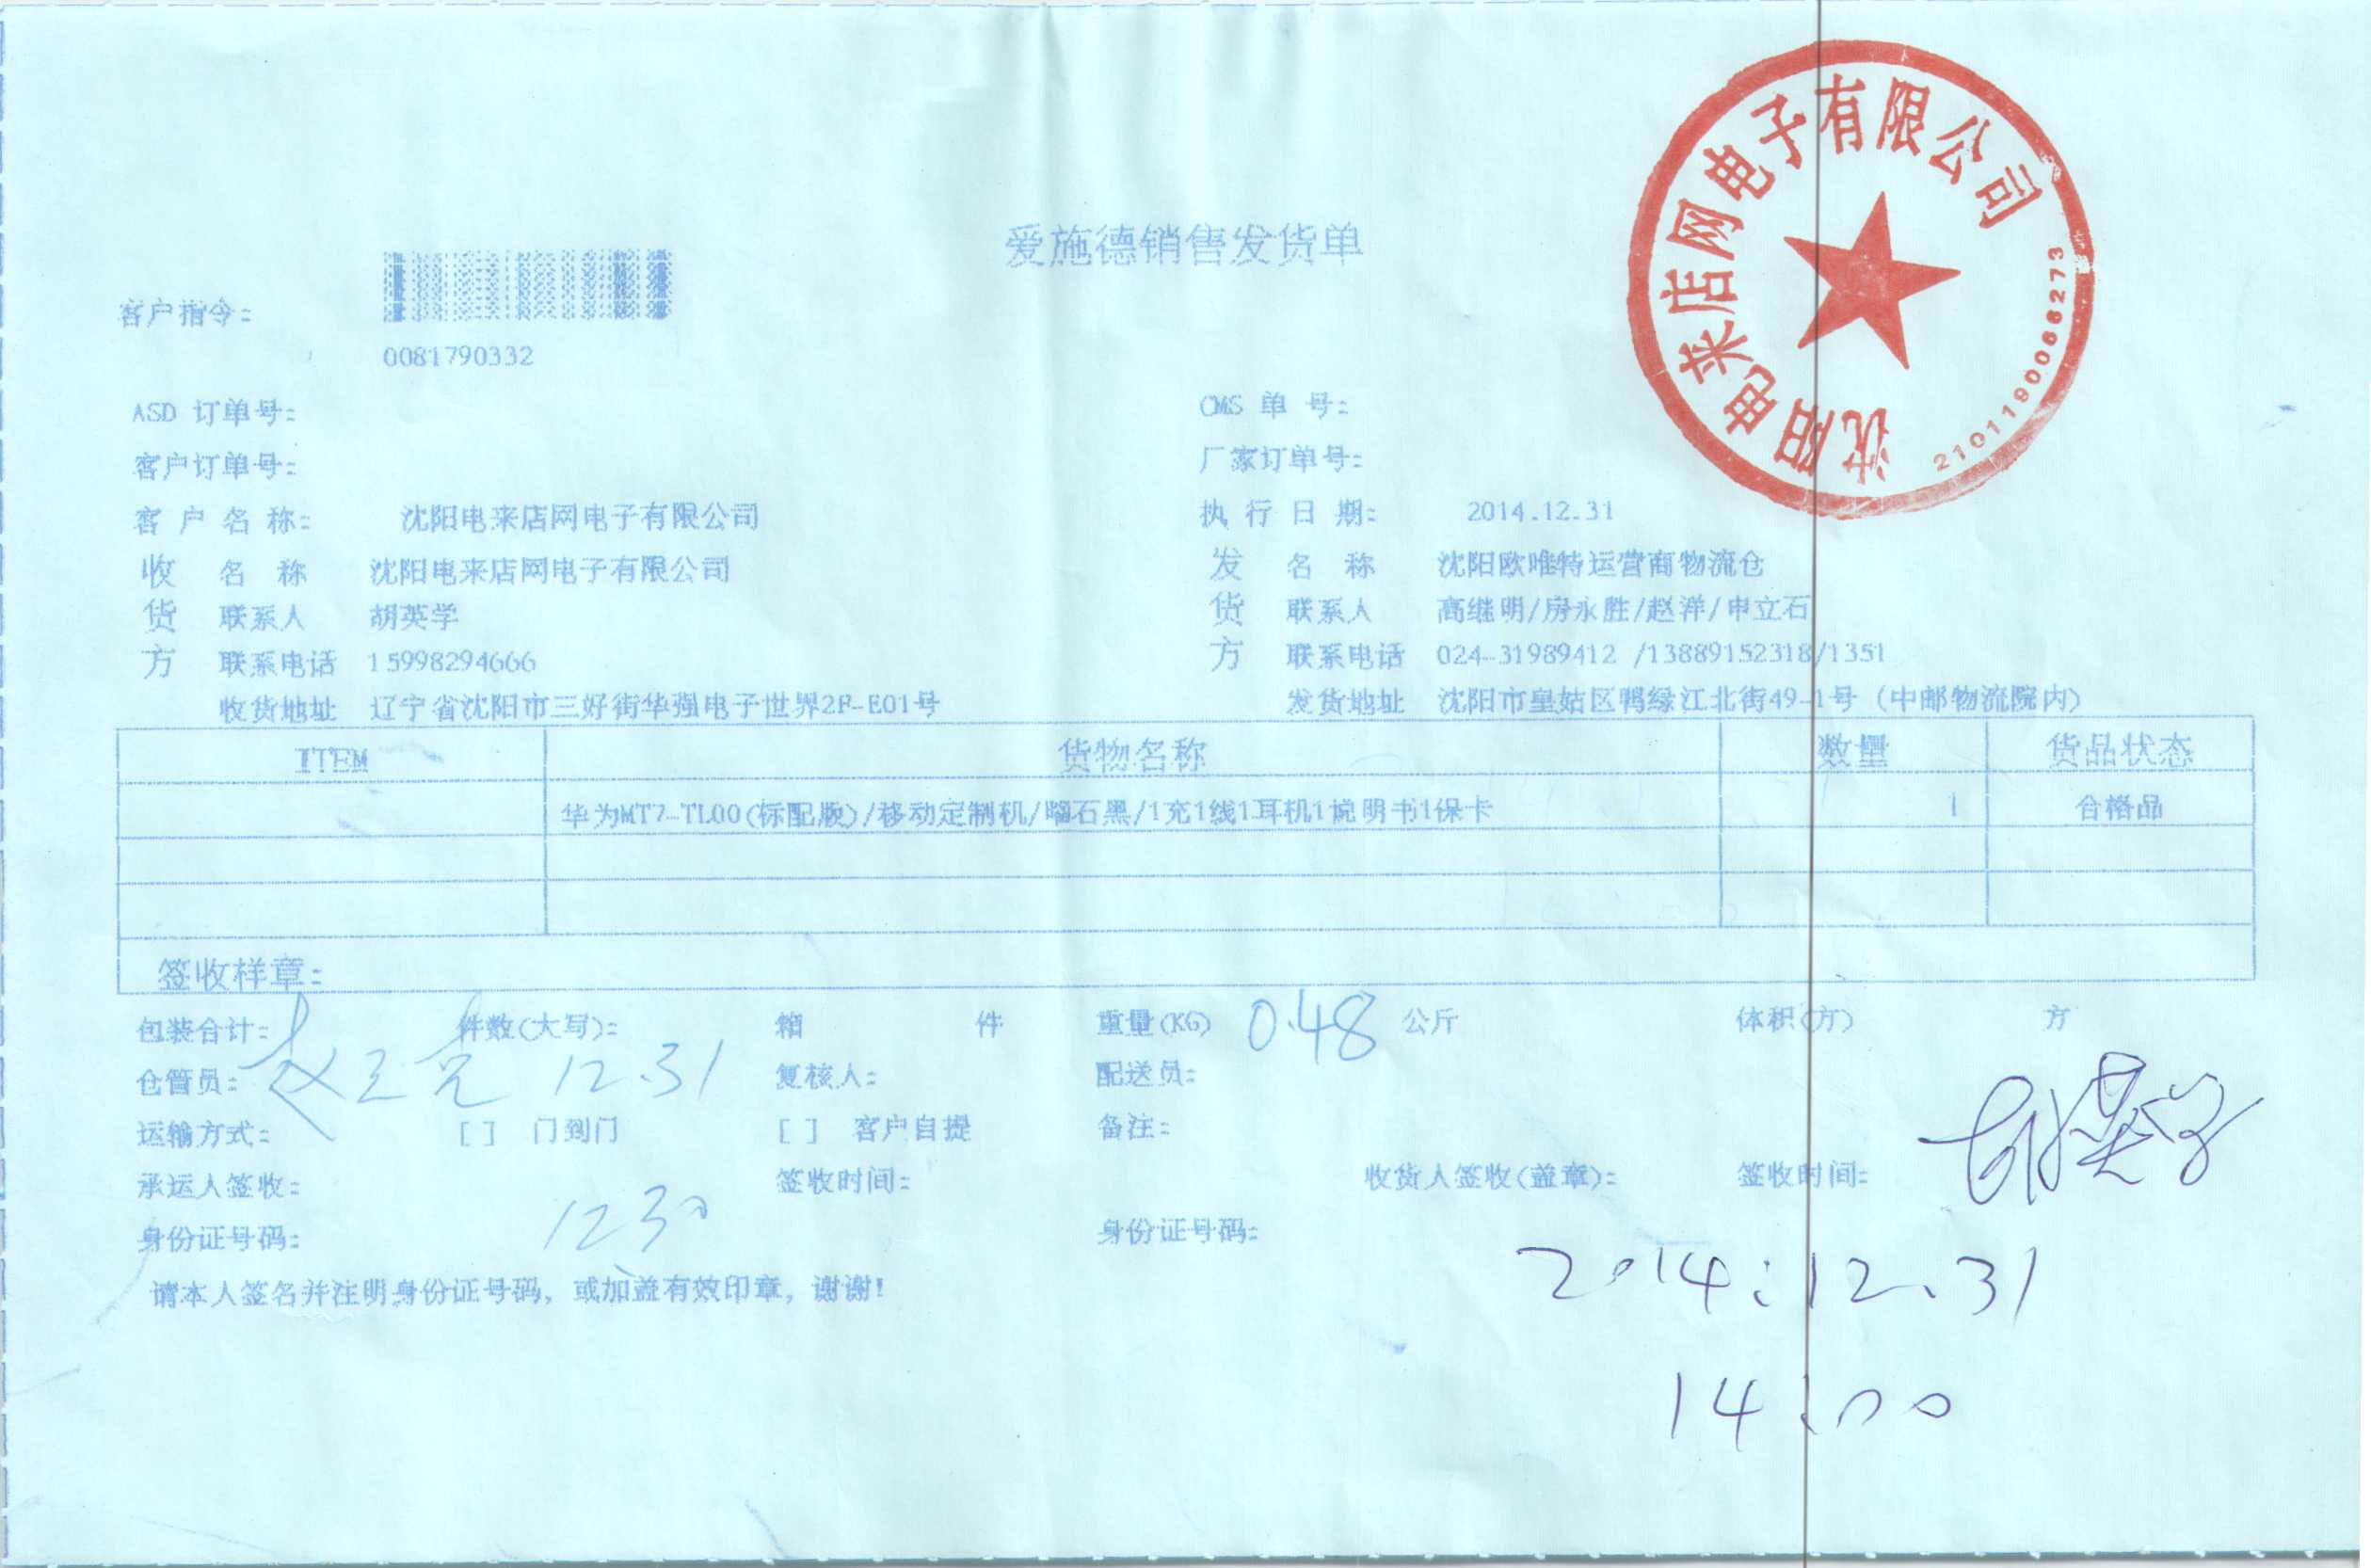 爱施德销售发货单
沈阳电来店网电子有限公司
2101190066273
客户指令:
0081790332
ASD 订单号:
CMS 单 号:
客户订单号:
厂家订单号:
客 户 名 称: 沈阳电来店网电子有限公司
执 行 日 期: 2014.12.31
收货方
名 称 沈阳电来店网电子有限公司
联系人 胡英学
联系电话 15998294666
收货地址 辽宁省沈阳市三好街华强电子世界2F-E01号
发货方
名 称 沈阳欧唯特运营商物流仓
联系人 高继明/房永胜/赵洋/申立石
联系电话 024-31989412 /13889152318/1351
发货地址 沈阳市皇姑区鸭绿江北街49-1号 (中邮物流院内)
ITEM 货物名称 数量 货品状态
华为MT7-TL00(标配版)/移动定制机/曜石黑/1充1线1耳机1说明书1保卡 1 合格品
签收样章:
包装合计: 件数(大写): 箱 件 重量(KG) 0.48 公斤 体积(方) 方
仓管员: 12.31 复核人: 配送员:
运输方式: [ ] 门到门 [ ] 客户自提 备注:
承运人签收: 签收时间: 收货人签收(盖章): 签收时间: 胡英学
身份证号码: 1230 身份证号码:
2014:12.31
14:00
请本人签名并注明身份证号码, 或加盖有效印章, 谢谢!